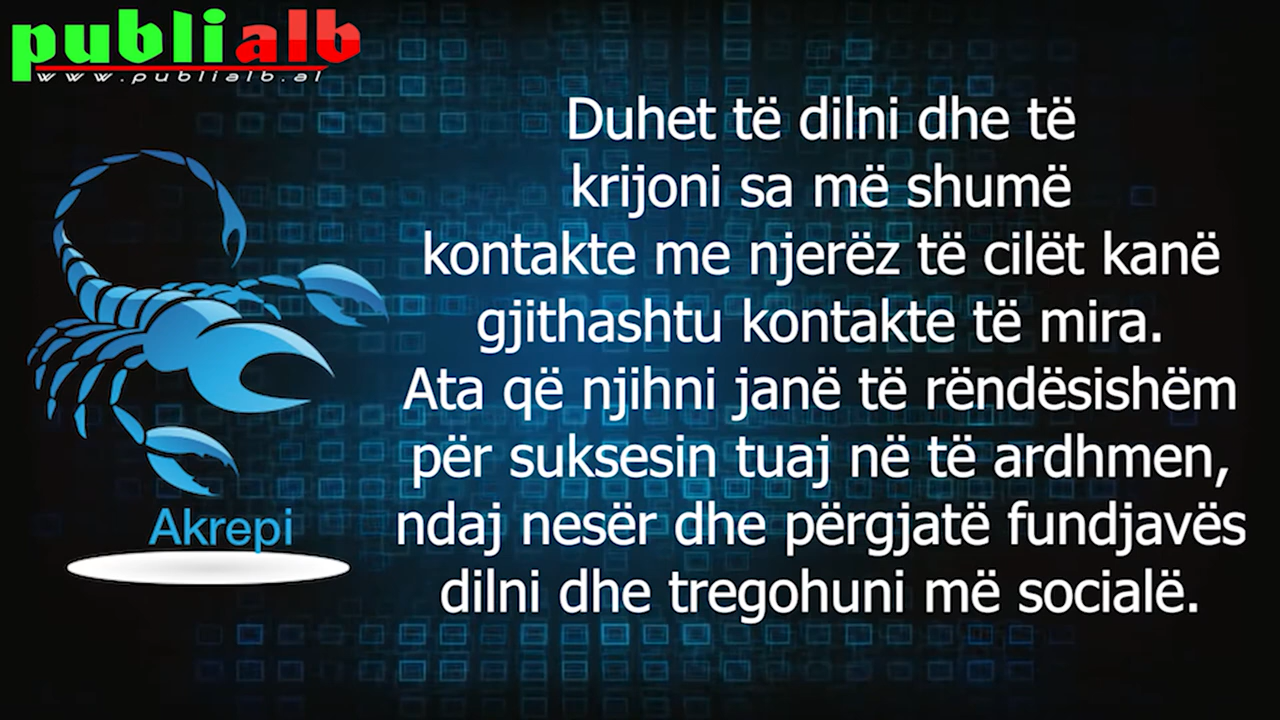 publialb
www.publialb.al
Duhet të dilni dhe të
krijoni sa më shumë
kontakte me njerëz të cilët kanë
gjithashtu kontakte të mira.
Ata që njihni janë të rëndësishëm
për suksesin tuaj në të ardhmen,
ndaj nesër dhe përgjatë fundjavës
dilni dhe tregohuni më socialë.
Akrepi